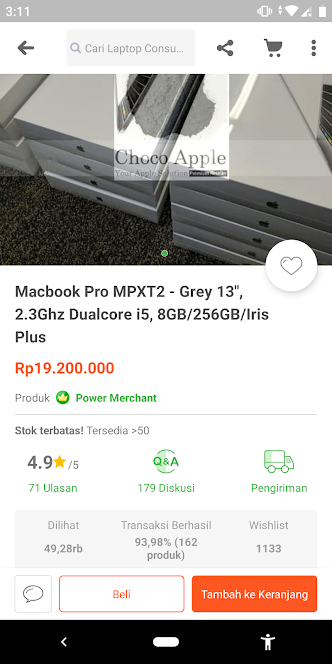 3:11
Cari Laptop Consu...
Choco Apple
Your Apple Solution
Macbook Pro MPXT2 - Grey 13",
2.3Ghz Dualcore i5, 8GB/256GB/Iris
Plus
Rp19.200.000
Produk Power Merchant
Stok terbatas! Tersedia >50
4.9 /5 Q&A
71 Ulasan 179 Diskusi Pengiriman
Dilihat Transaksi Berhasil Wishlist
49,28rb 93,98% (162 produk) 1133
Beli Tambah ke Keranjang